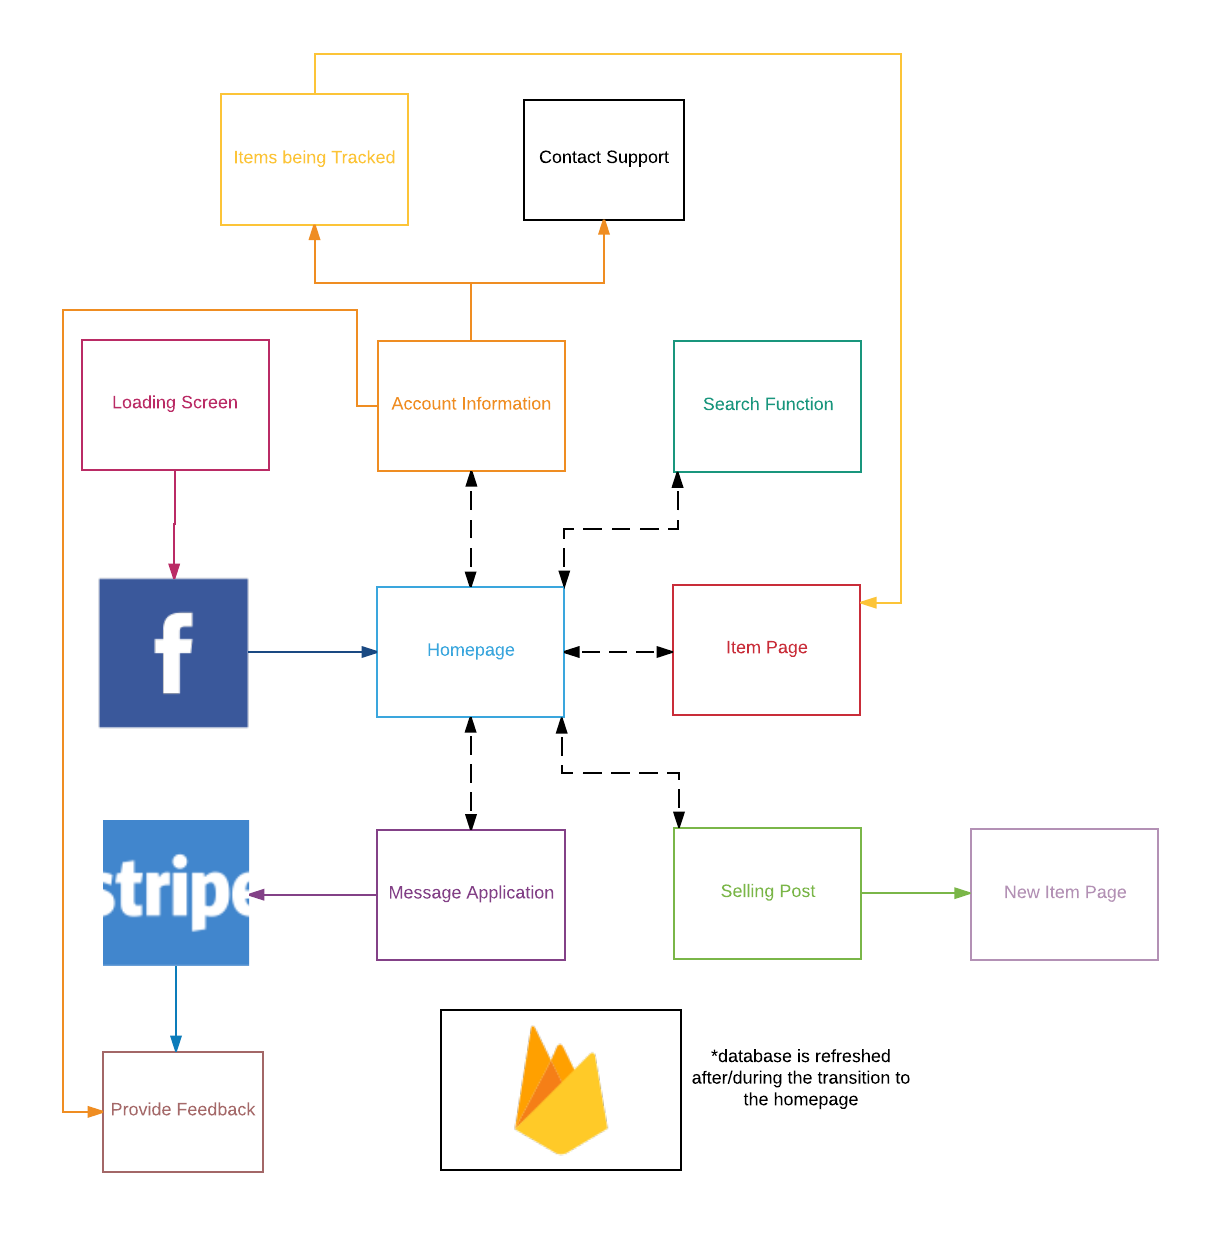 Items being Tracked
Contact Support
Loading Screen
Account Information
Search Function
f
Homepage
Item Page
stripe
Message Application
Selling Post
New Item Page
Provide Feedback
*database is refreshed
after/during the transition to
the homepage